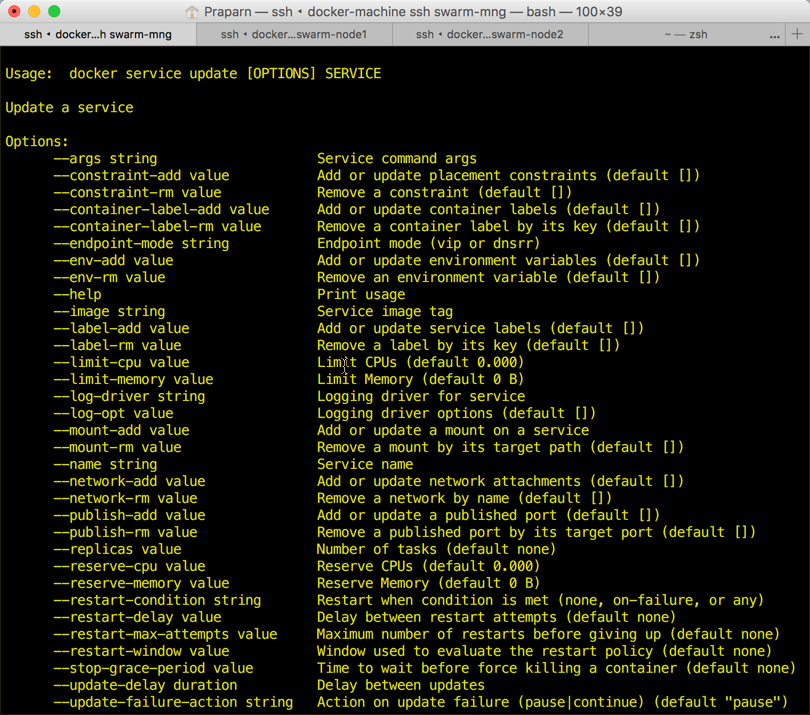 Praparn — ssh ◂ docker-machine ssh swarm-mng — bash — 100×39
ssh ◂ docker...h swarm-mng ssh ◂ docker...swarm-node1 ssh ◂ docker...swarm-node2 ~ — zsh ... +
Usage:  docker service update [OPTIONS] SERVICE
Update a service
Options:
--args string Service command args
--constraint-add value Add or update placement constraints (default [])
--constraint-rm value Remove a constraint (default [])
--container-label-add value Add or update container labels (default [])
--container-label-rm value Remove a container label by its key (default [])
--endpoint-mode string Endpoint mode (vip or dnsrr)
--env-add value Add or update environment variables (default [])
--env-rm value Remove an environment variable (default [])
--help Print usage
--image string Service image tag
--label-add value Add or update service labels (default [])
--label-rm value Remove a label by its key (default [])
--limit-cpu value Limit CPUs (default 0.000)
--limit-memory value Limit Memory (default 0 B)
--log-driver string Logging driver for service
--log-opt value Logging driver options (default [])
--mount-add value Add or update a mount on a service
--mount-rm value Remove a mount by its target path (default [])
--name string Service name
--network-add value Add or update network attachments (default [])
--network-rm value Remove a network by name (default [])
--publish-add value Add or update a published port (default [])
--publish-rm value Remove a published port by its target port (default [])
--replicas value Number of tasks (default none)
--reserve-cpu value Reserve CPUs (default 0.000)
--reserve-memory value Reserve Memory (default 0 B)
--restart-condition string Restart when condition is met (none, on-failure, or any)
--restart-delay value Delay between restart attempts (default none)
--restart-max-attempts value Maximum number of restarts before giving up (default none)
--restart-window value Window used to evaluate the restart policy (default none)
--stop-grace-period value Time to wait before force killing a container (default none)
--update-delay duration Delay between updates
--update-failure-action string Action on update failure (pause|continue) (default "pause")